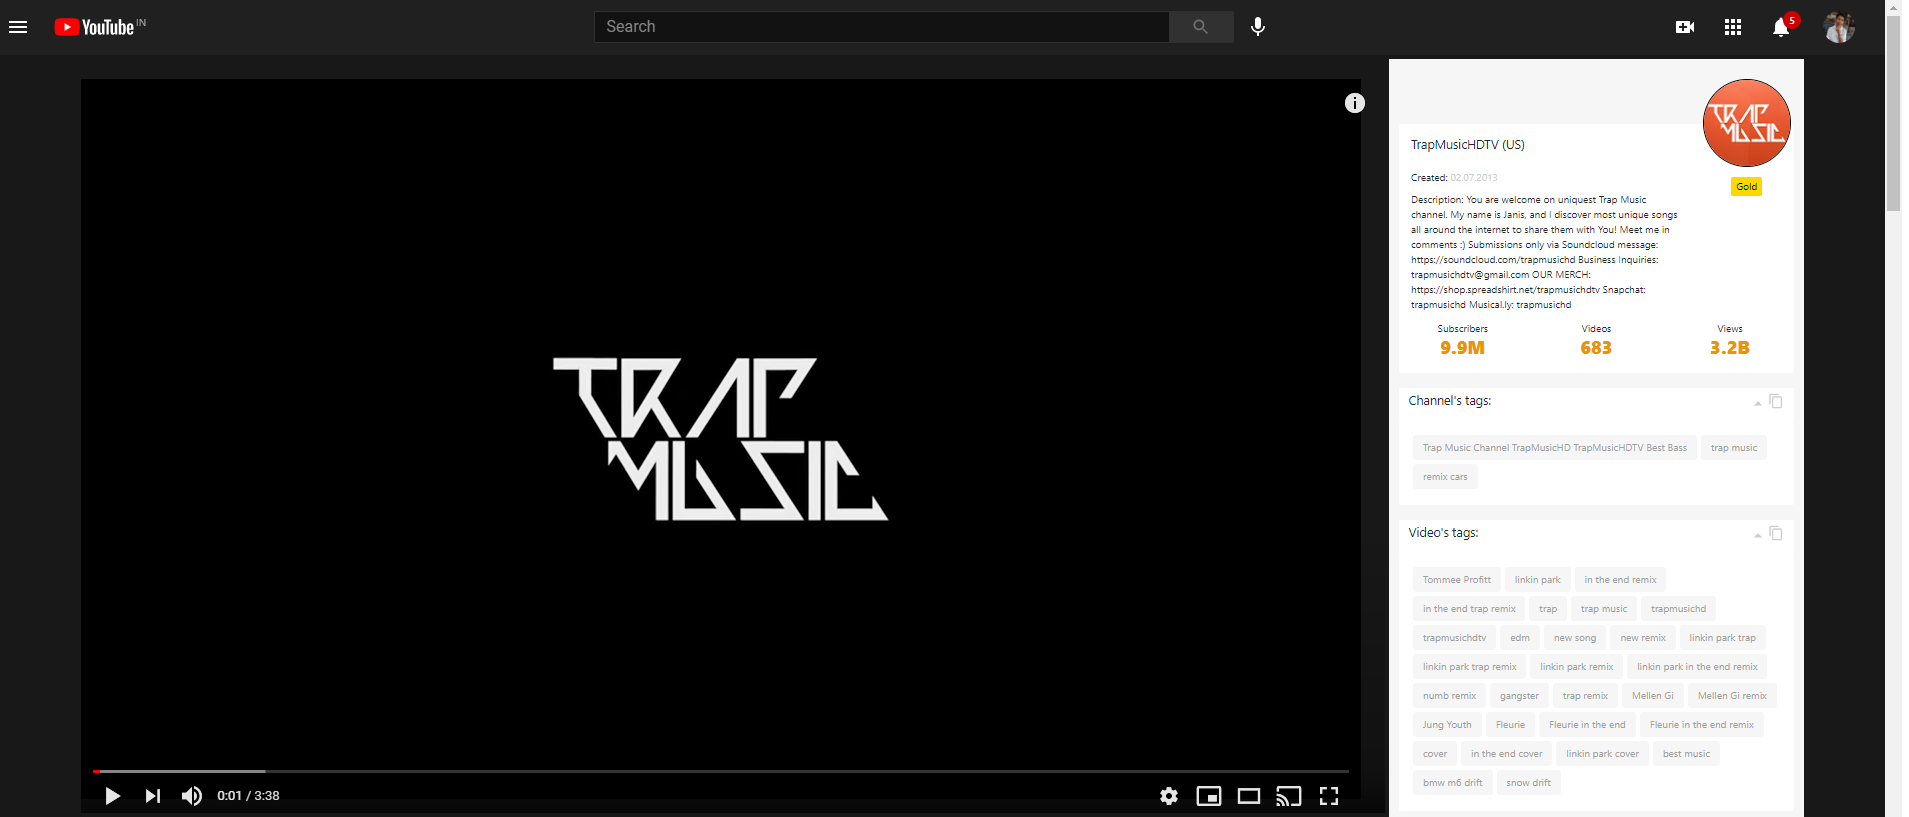 YouTube IN
Search
5
TRAP
MUSIC
0:01 / 3:38
TRAP
MUSIC
TrapMusicHDTV (US)
Created: 02.07.2013
Gold
Description: You are welcome on uniquest Trap Music
channel. My name is Janis, and I discover most unique songs
all around the internet to share them with You! Meet me in
comments :) Submissions only via Soundcloud message:
https://soundcloud.com/trapmusichd Business Inquiries:
trapmusichdtv@gmail.com OUR MERCH:
https://shop.spreadshirt.net/trapmusichdtv Snapchat:
trapmusichd Musical.ly: trapmusichd
Subscribers Videos Views
9.9M 683 3.2B
Channel's tags:
Trap Music Channel TrapMusicHD TrapMusicHDTV Best Bass trap music
remix cars
Video's tags:
Tommee Profitt linkin park in the end remix
in the end trap remix trap trap music trapmusichd
trapmusichdtv edm new song new remix linkin park trap
linkin park trap remix linkin park remix linkin park in the end remix
numb remix gangster trap remix Mellen Gi Mellen Gi remix
Jung Youth Fleurie Fleurie in the end Fleurie in the end remix
cover in the end cover linkin park cover best music
bmw m6 drift snow drift